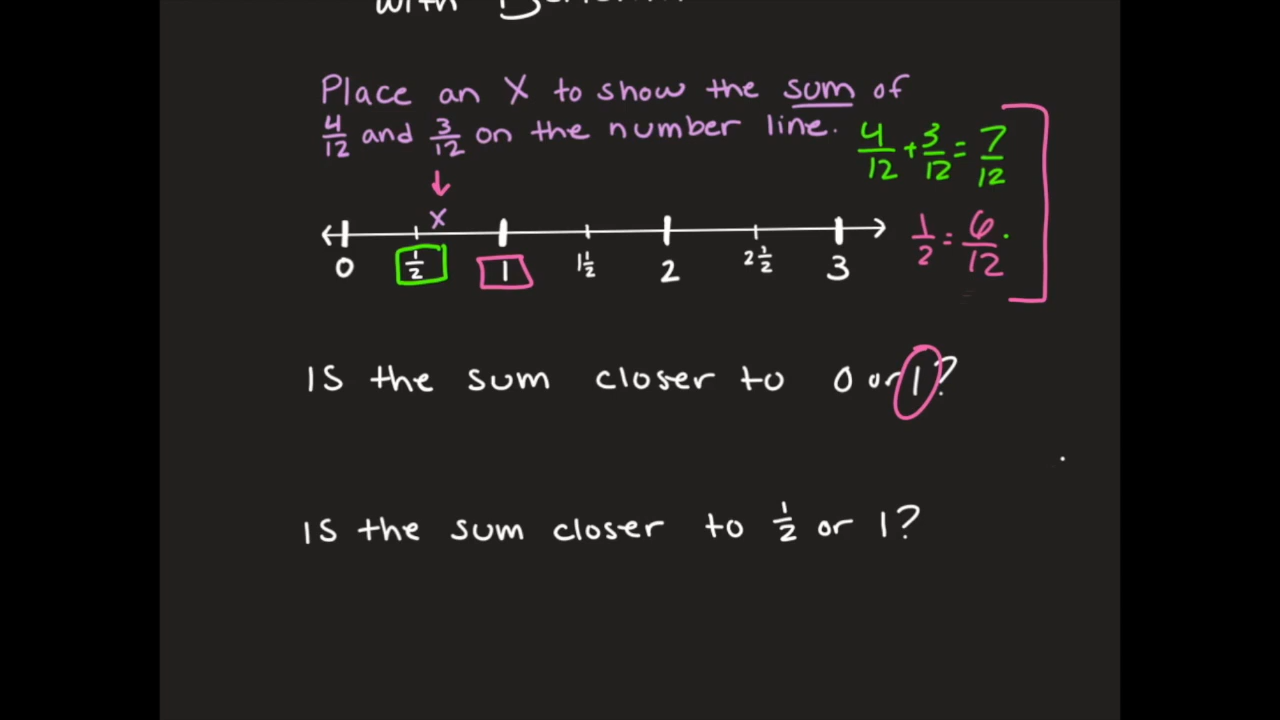 with
Place an X to show the sum of
4/12 and 3/12 on the number line.
4/12 + 3/12 = 7/12
X
0 1/2 1 1 1/2 2 2 1/2 3
1/2 = 6/12
Is the sum closer to 0 or 1?
Is the sum closer to 1/2 or 1?